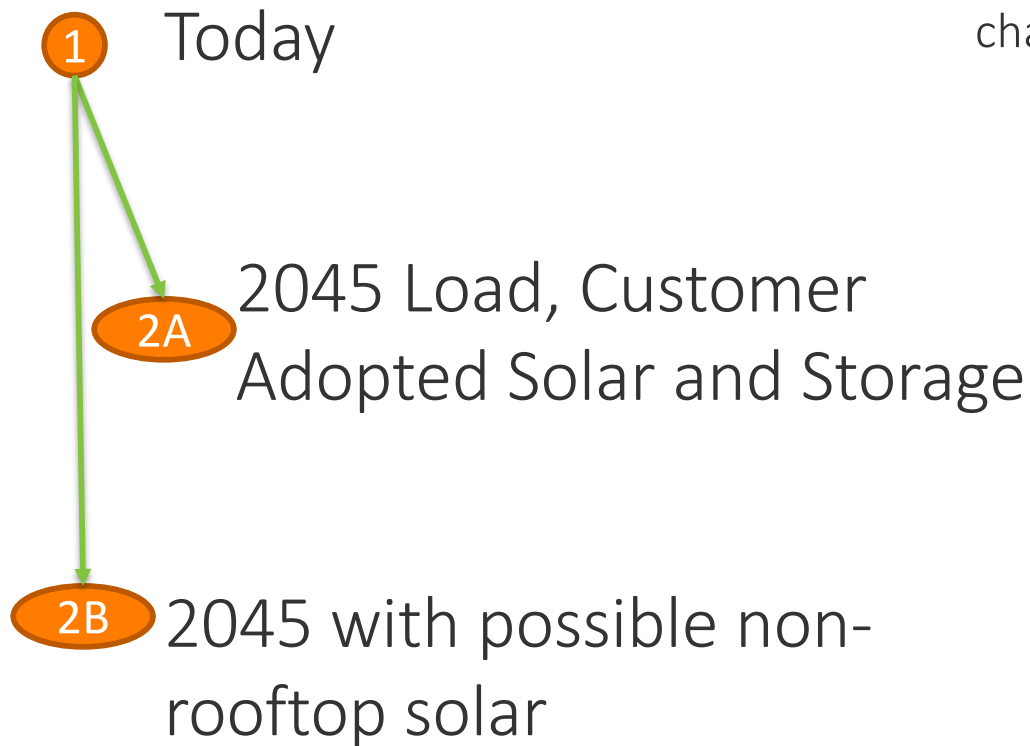 1 Today
2A 2045 Load, Customer
Adopted Solar and Storage
2B 2045 with possible non-
rooftop solar